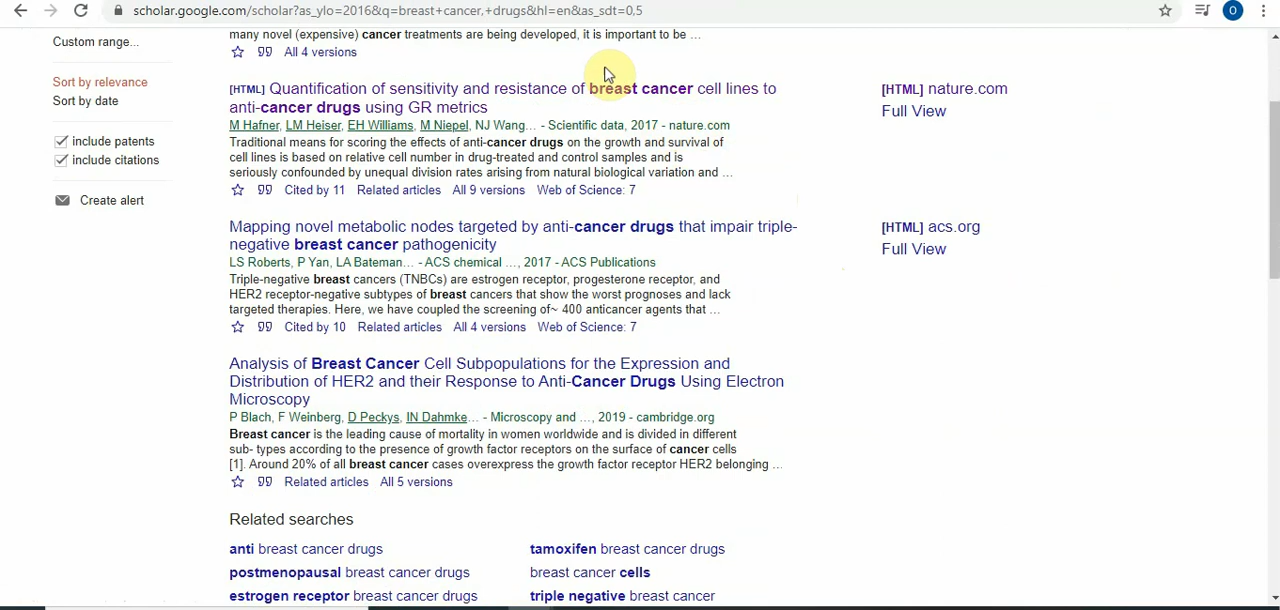 scholar.google.com/scholar?as_ylo=2016&q=breast+cancer,+drugs&hl=en&as_sdt=0,5
O
Custom range...
Sort by relevance
Sort by date
include patents
include citations
Create alert
many novel (expensive) cancer treatments are being developed, it is important to be ...
All 4 versions
[HTML] Quantification of sensitivity and resistance of breast cancer cell lines to
anti-cancer drugs using GR metrics
M Hafner, LM Heiser, EH Williams, M Niepel, NJ Wang... - Scientific data, 2017 - nature.com
Traditional means for scoring the effects of anti-cancer drugs on the growth and survival of
cell lines is based on relative cell number in drug-treated and control samples and is
seriously confounded by unequal division rates arising from natural biological variation and ...
Cited by 11 Related articles All 9 versions Web of Science: 7
[HTML] nature.com
Full View
Mapping novel metabolic nodes targeted by anti-cancer drugs that impair triple-
negative breast cancer pathogenicity
LS Roberts, P Yan, LA Bateman... - ACS chemical ..., 2017 - ACS Publications
Triple-negative breast cancers (TNBCs) are estrogen receptor, progesterone receptor, and
HER2 receptor-negative subtypes of breast cancers that show the worst prognoses and lack
targeted therapies. Here, we have coupled the screening of~ 400 anticancer agents that ...
Cited by 10 Related articles All 4 versions Web of Science: 7
[HTML] acs.org
Full View
Analysis of Breast Cancer Cell Subpopulations for the Expression and
Distribution of HER2 and their Response to Anti-Cancer Drugs Using Electron
Microscopy
P Blach, F Weinberg, D Peckys, IN Dahmke... - Microscopy and ..., 2019 - cambridge.org
Breast cancer is the leading cause of mortality in women worldwide and is divided in different
sub- types according to the presence of growth factor receptors on the surface of cancer cells
[1]. Around 20% of all breast cancer cases overexpress the growth factor receptor HER2 belonging ...
Related articles All 5 versions
Related searches
anti breast cancer drugs
tamoxifen breast cancer drugs
postmenopausal breast cancer drugs
breast cancer cells
estrogen receptor breast cancer drugs
triple negative breast cancer